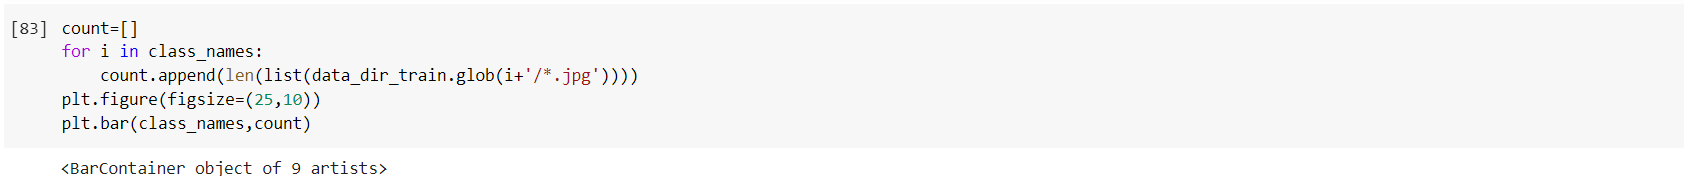 [83] count=[]
for i in class_names:
    count.append(len(list(data_dir_train.glob(i+'/*.jpg'))))
plt.figure(figsize=(25,10))
plt.bar(class_names,count)
<BarContainer object of 9 artists>